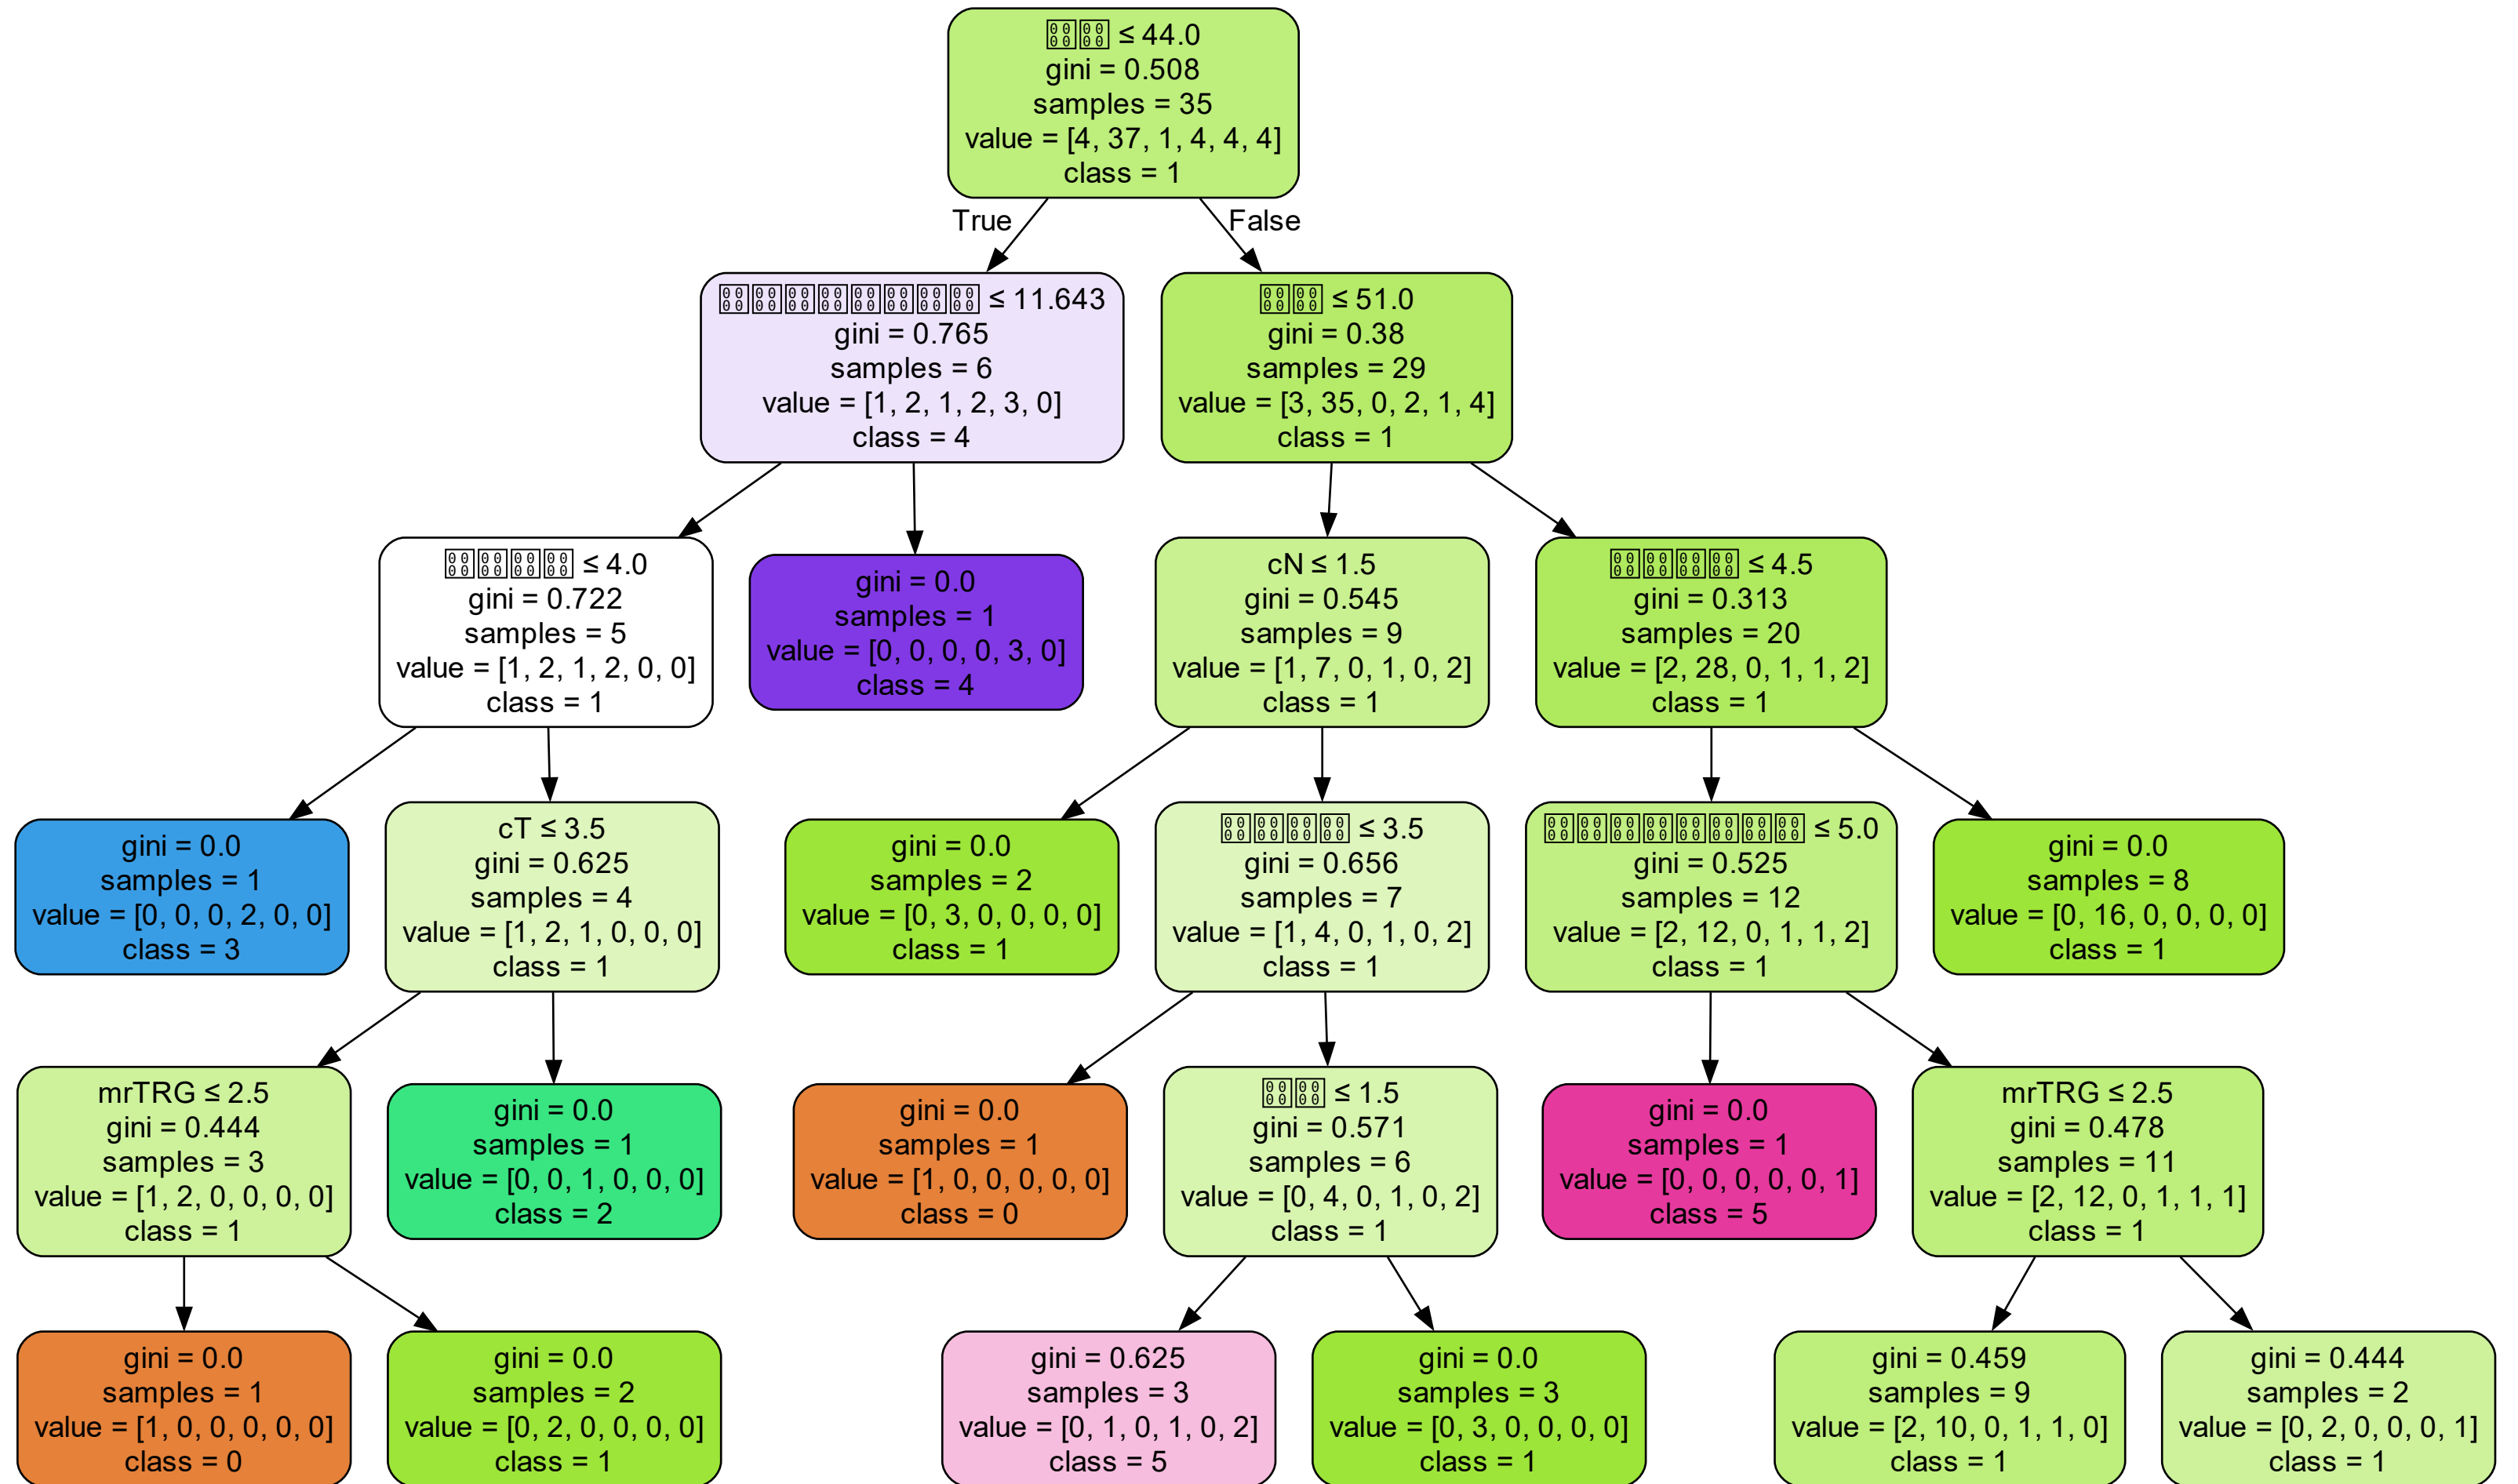 ≤ 44.0
gini = 0.508
samples = 35
value = [4, 37, 1, 4, 4, 4]
class = 1
True
False
≤ 11.643
gini = 0.765
samples = 6
value = [1, 2, 1, 2, 3, 0]
class = 4
≤ 51.0
gini = 0.38
samples = 29
value = [3, 35, 0, 2, 1, 4]
class = 1
≤ 4.0
gini = 0.722
samples = 5
value = [1, 2, 1, 2, 0, 0]
class = 1
gini = 0.0
samples = 1
value = [0, 0, 0, 0, 3, 0]
class = 4
cN ≤ 1.5
gini = 0.545
samples = 9
value = [1, 7, 0, 1, 0, 2]
class = 1
≤ 4.5
gini = 0.313
samples = 20
value = [2, 28, 0, 1, 1, 2]
class = 1
gini = 0.0
samples = 1
value = [0, 0, 0, 2, 0, 0]
class = 3
cT ≤ 3.5
gini = 0.625
samples = 4
value = [1, 2, 1, 0, 0, 0]
class = 1
gini = 0.0
samples = 2
value = [0, 3, 0, 0, 0, 0]
class = 1
≤ 3.5
gini = 0.656
samples = 7
value = [1, 4, 0, 1, 0, 2]
class = 1
≤ 5.0
gini = 0.525
samples = 12
value = [2, 12, 0, 1, 1, 2]
class = 1
gini = 0.0
samples = 8
value = [0, 16, 0, 0, 0, 0]
class = 1
mrTRG ≤ 2.5
gini = 0.444
samples = 3
value = [1, 2, 0, 0, 0, 0]
class = 1
gini = 0.0
samples = 1
value = [0, 0, 1, 0, 0, 0]
class = 2
gini = 0.0
samples = 1
value = [1, 0, 0, 0, 0, 0]
class = 0
≤ 1.5
gini = 0.571
samples = 6
value = [0, 4, 0, 1, 0, 2]
class = 1
gini = 0.0
samples = 1
value = [0, 0, 0, 0, 0, 1]
class = 5
mrTRG ≤ 2.5
gini = 0.478
samples = 11
value = [2, 12, 0, 1, 1, 1]
class = 1
gini = 0.0
samples = 1
value = [1, 0, 0, 0, 0, 0]
class = 0
gini = 0.0
samples = 2
value = [0, 2, 0, 0, 0, 0]
class = 1
gini = 0.625
samples = 3
value = [0, 1, 0, 1, 0, 2]
class = 5
gini = 0.0
samples = 3
value = [0, 3, 0, 0, 0, 0]
class = 1
gini = 0.459
samples = 9
value = [2, 10, 0, 1, 1, 0]
class = 1
gini = 0.444
samples = 2
value = [0, 2, 0, 0, 0, 1]
class = 1